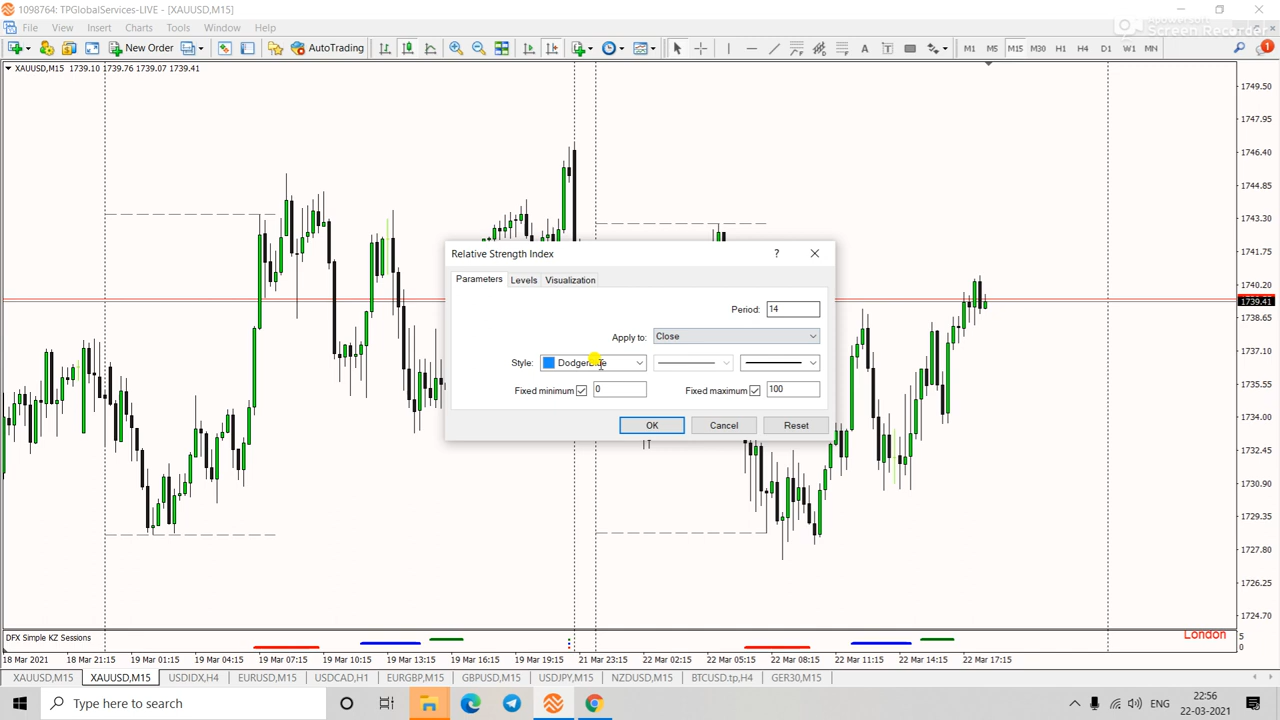 1098764: TPGlobalServices-LIVE - [XAUUSD,M15]
File View Insert Charts Tools Window Help
Apowersoft
Screen Recorder
New Order AutoTrading A T M1 M5 M15 M30 H1 H4 D1 W1 MN 1
XAUUSD,M15 1739.10 1739.76 1739.07 1739.41
1749.50
1747.95
1746.40
1744.85
1743.30
1741.75
1740.20
1739.41
1738.65
1737.10
1735.55
1734.00
1732.45
1730.90
1729.35
1727.80
1726.25
1724.70
Relative Strength Index ?
Parameters Levels Visualization
Period: 14
Apply to: Close
Style:
Fixed minimum 0 Fixed maximum 100
OK Cancel Reset
DFX Simple KZ Sessions London
5
0
18 Mar 2021 18 Mar 21:15 19 Mar 01:15 19 Mar 04:15 19 Mar 07:15 19 Mar 10:15 19 Mar 13:15 19 Mar 16:15 19 Mar 19:15 21 Mar 23:15 22 Mar 02:15 22 Mar 05:15 22 Mar 08:15 22 Mar 11:15 22 Mar 14:15 22 Mar 17:15
XAUUSD,M15 XAUUSD,M15 USDIDX,H4 EURUSD,M15 USDCAD,H1 EURGBP,M15 GBPUSD,M15 USDJPY,M15 NZDUSD,M15 BTCUSD.tp,H4 GER30,M15
Type here to search ENG 22:56
22-03-2021